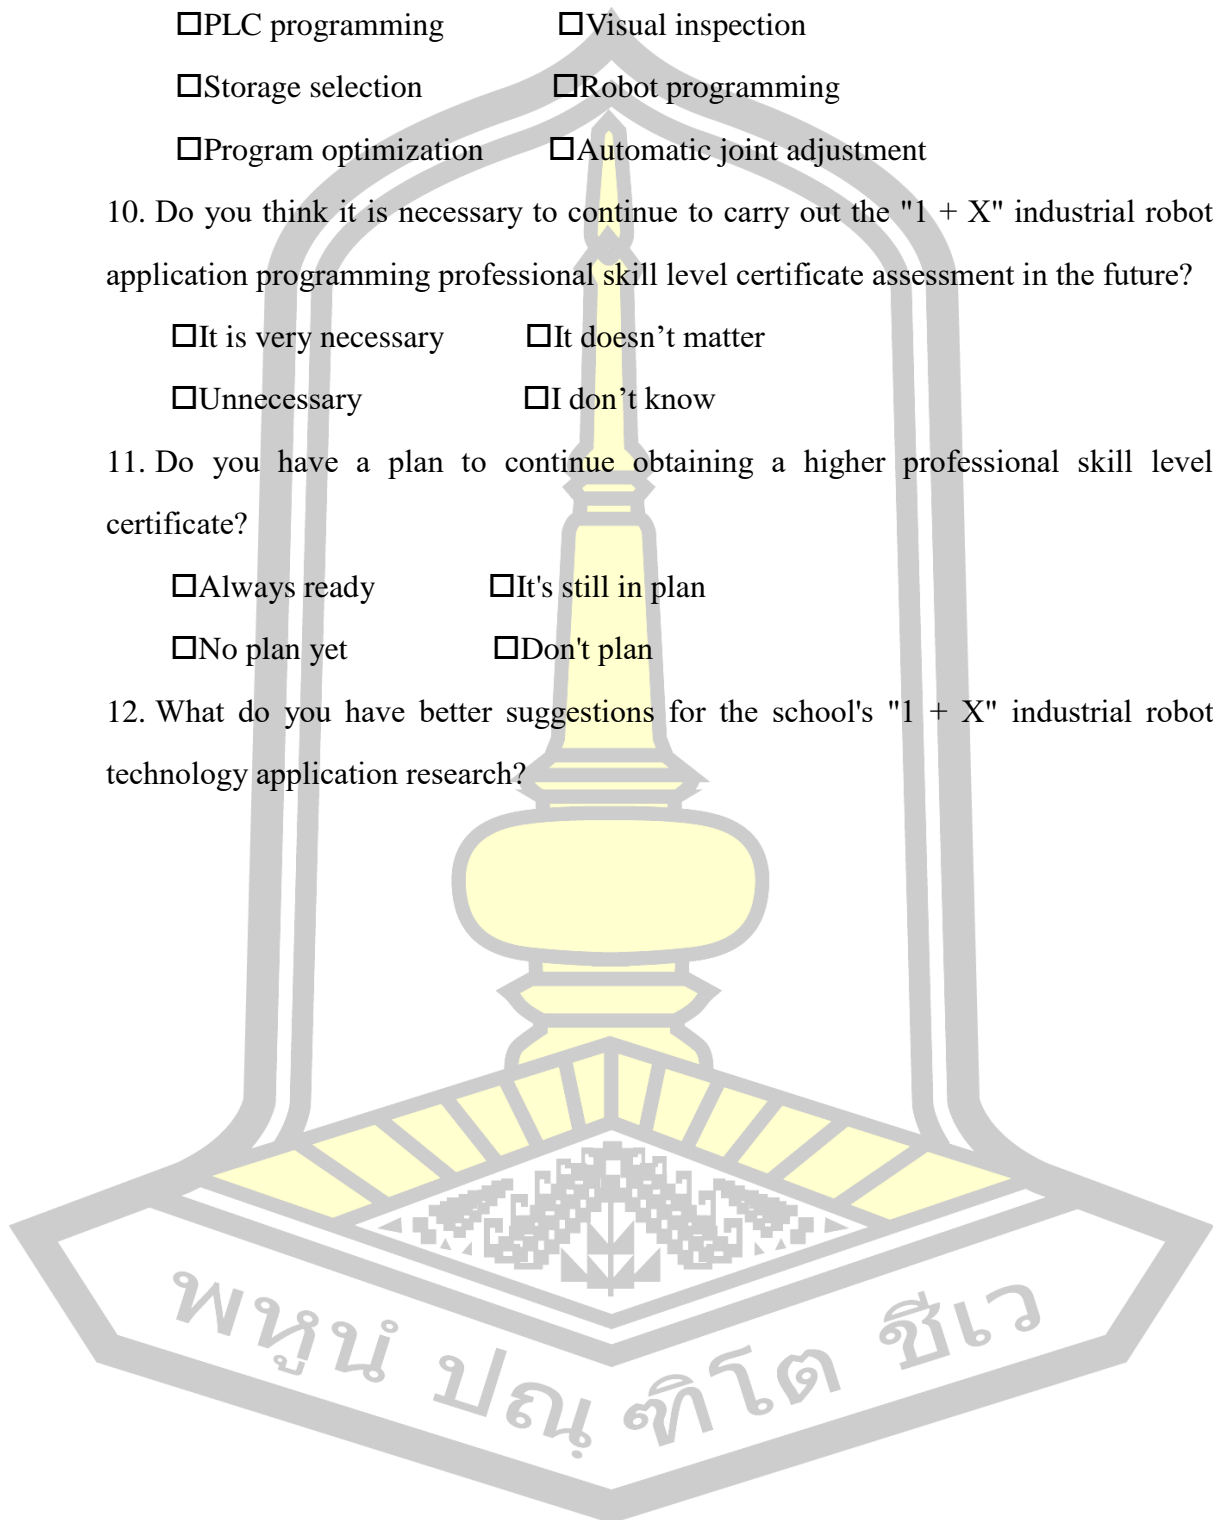 ☐PLC programming ☐Visual inspection
☐Storage selection ☐Robot programming
☐Program optimization ☐Automatic joint adjustment
10. Do you think it is necessary to continue to carry out the "1 + X" industrial robot
application programming professional skill level certificate assessment in the future?
☐It is very necessary ☐It doesn’t matter
☐Unnecessary ☐I don’t know
11. Do you have a plan to continue obtaining a higher professional skill level
certificate?
☐Always ready ☐It's still in plan
☐No plan yet ☐Don't plan
12. What do you have better suggestions for the school's "1 + X" industrial robot
technology application research?
พหูนํ ปณฺ ฑิโต ชีเว